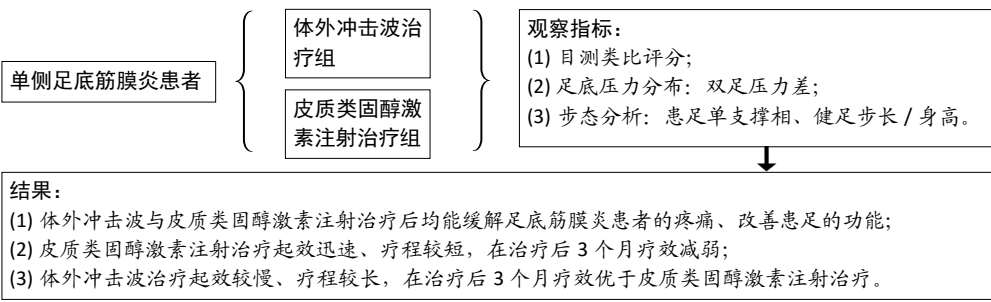 单侧足底筋膜炎患者
体外冲击波治
疗组
皮质类固醇激
素注射治疗组
观察指标：
(1) 目测类比评分；
(2) 足底压力分布：双足压力差；
(3) 步态分析：患足单支撑相、健足步长 / 身高。
结果：
(1) 体外冲击波与皮质类固醇激素注射治疗后均能缓解足底筋膜炎患者的疼痛、改善患足的功能；
(2) 皮质类固醇激素注射治疗起效迅速、疗程较短，在治疗后 3 个月疗效减弱；
(3) 体外冲击波治疗起效较慢、疗程较长，在治疗后 3 个月疗效优于皮质类固醇激素注射治疗。